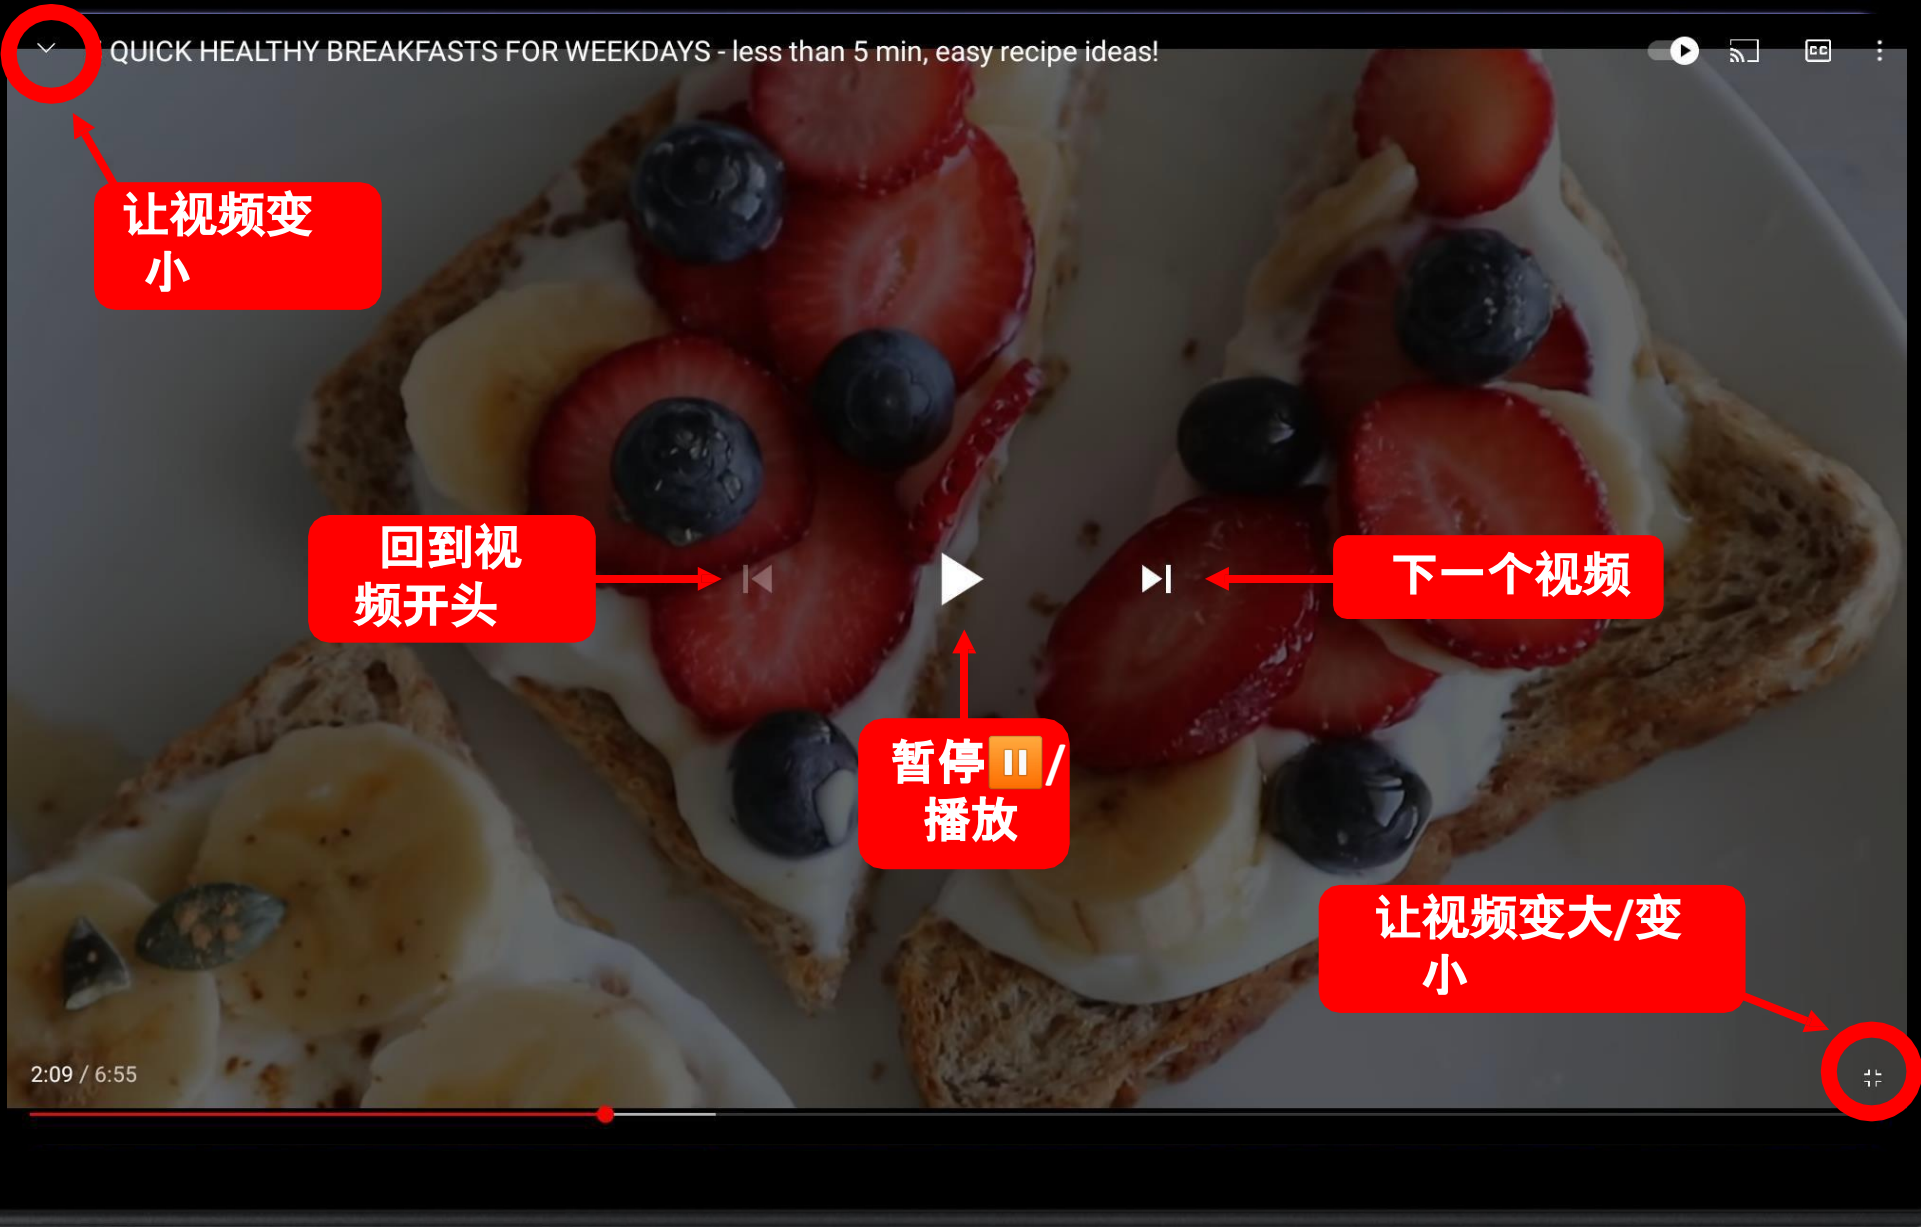 QUICK HEALTHY BREAKFASTS FOR WEEKDAYS - less than 5 min, easy recipe ideas!
CC
让视频变
小
回到视
频开头
下一个视频
暂停⏸/
播放
让视频变大/变
小
2:09 / 6:55